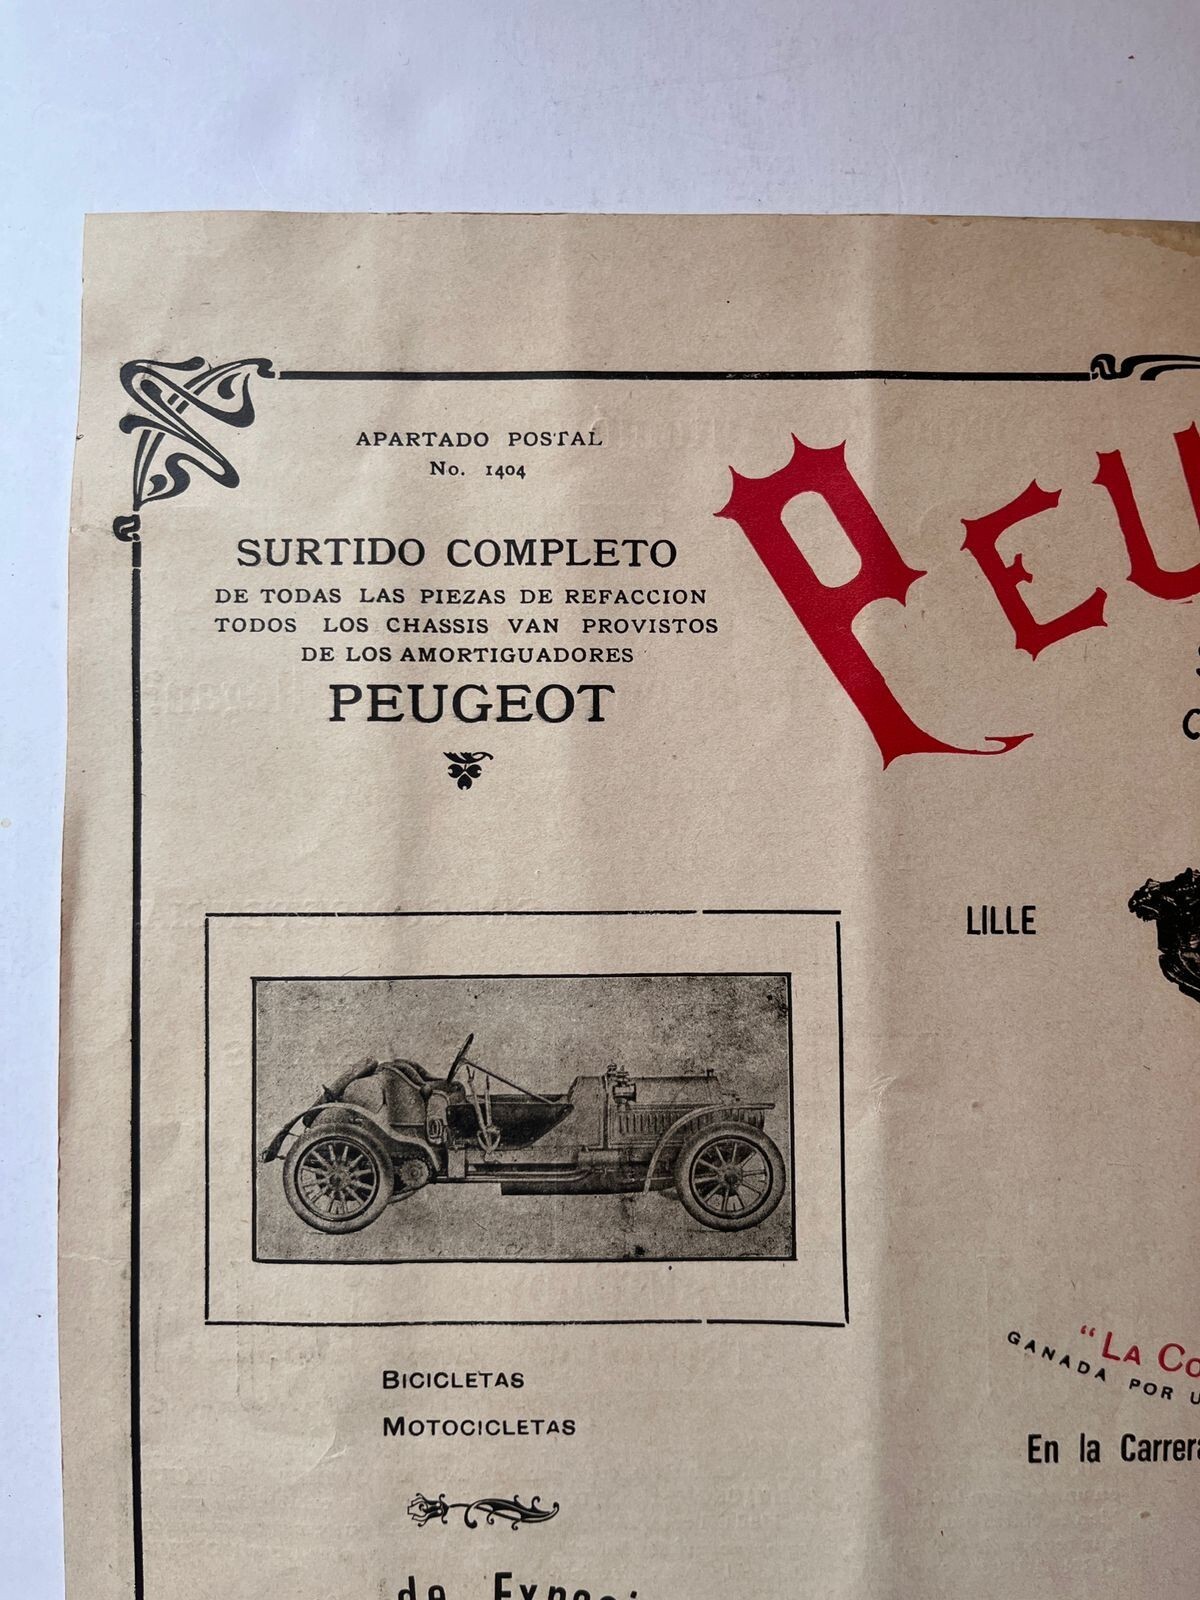 APARTADO POSTAL
No. 1404
SURTIDO COMPLETO
DE TODAS LAS PIEZAS DE REFACCION
TODOS LOS CHASSIS VAN PROVISTOS
DE LOS AMORTIGUADORES
PEUGEOT
PEU
LILLE
BICICLETAS
MOTOCICLETAS
"LA Co
GANADA POR U
En la Carrera
de